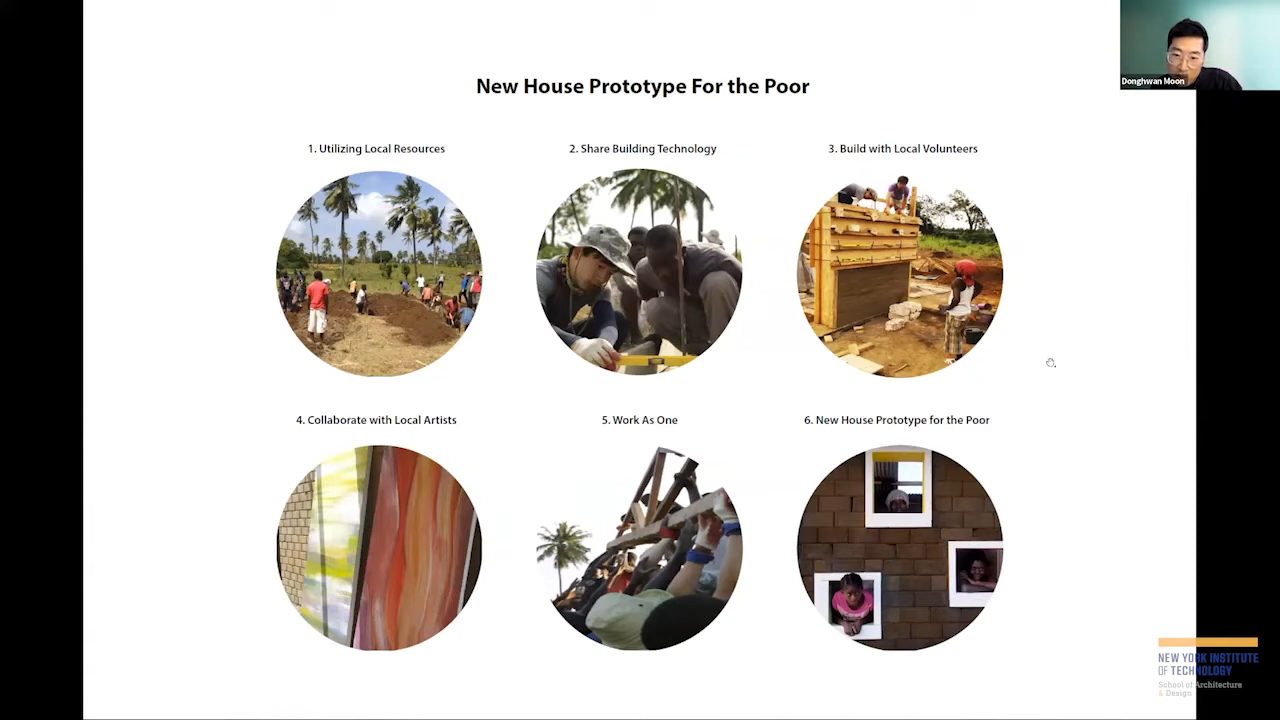 New House Prototype For the Poor
Donghwan Moon
1. Utilizing Local Resources
2. Share Building Technology
3. Build with Local Volunteers
4. Collaborate with Local Artists
5. Work As One
6. New House Prototype for the Poor
NEW YORK INSTITUTE
OF TECHNOLOGY
School of Architecture
& Design